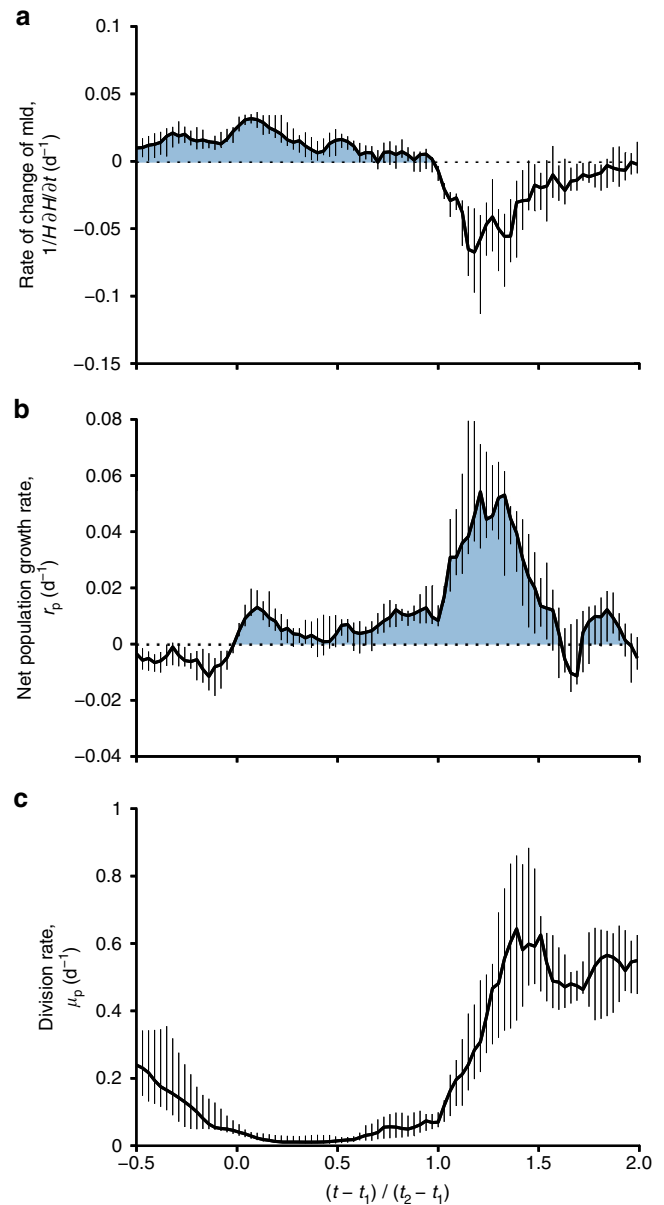 a
Rate of change of mld,
1/H ∂H/∂t (d⁻¹)
0.1
0.05
0
−0.05
−0.1
−0.15
b
Net population growth rate,
rₚ (d⁻¹)
0.08
0.06
0.04
0.02
0
−0.02
−0.04
c
Division rate,
μₚ (d⁻¹)
1
0.8
0.6
0.4
0.2
0
−0.5 0.0 0.5 1.0 1.5 2.0
(t − t₁) / (t₂ − t₁)